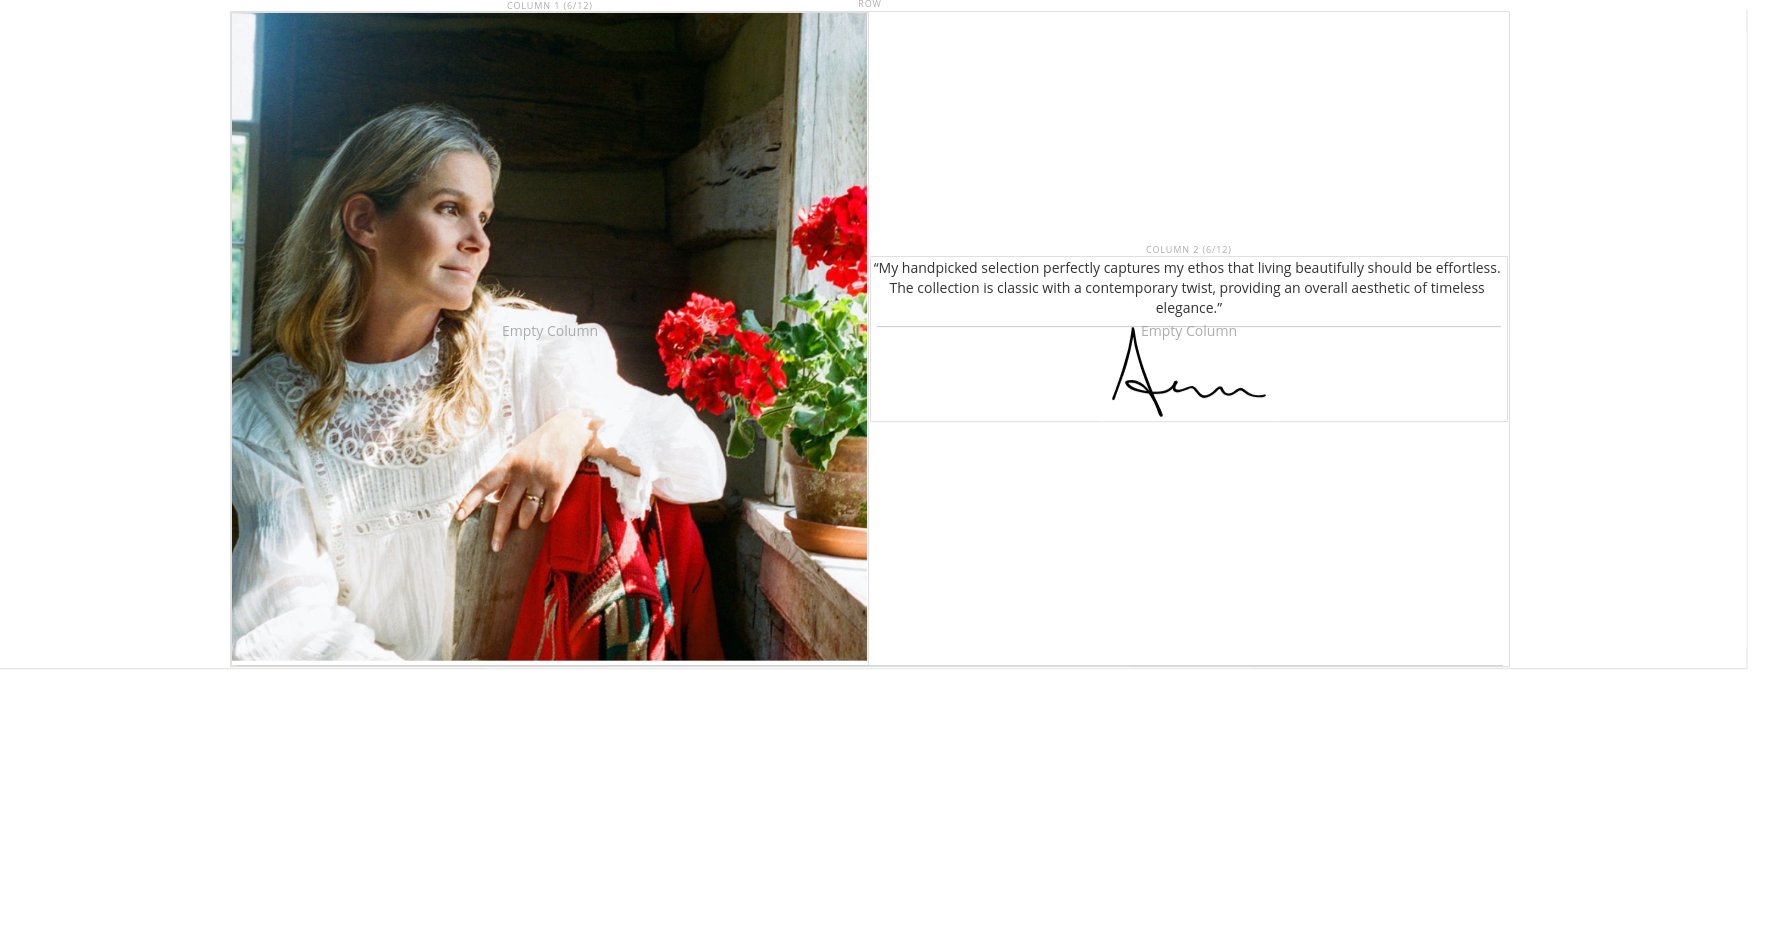 COLUMN 1 (6/12)
ROW
Empty Column
COLUMN 2 (6/12)
“My handpicked selection perfectly captures my ethos that living beautifully should be effortless.
The collection is classic with a contemporary twist, providing an overall aesthetic of timeless
elegance.”
Empty Column